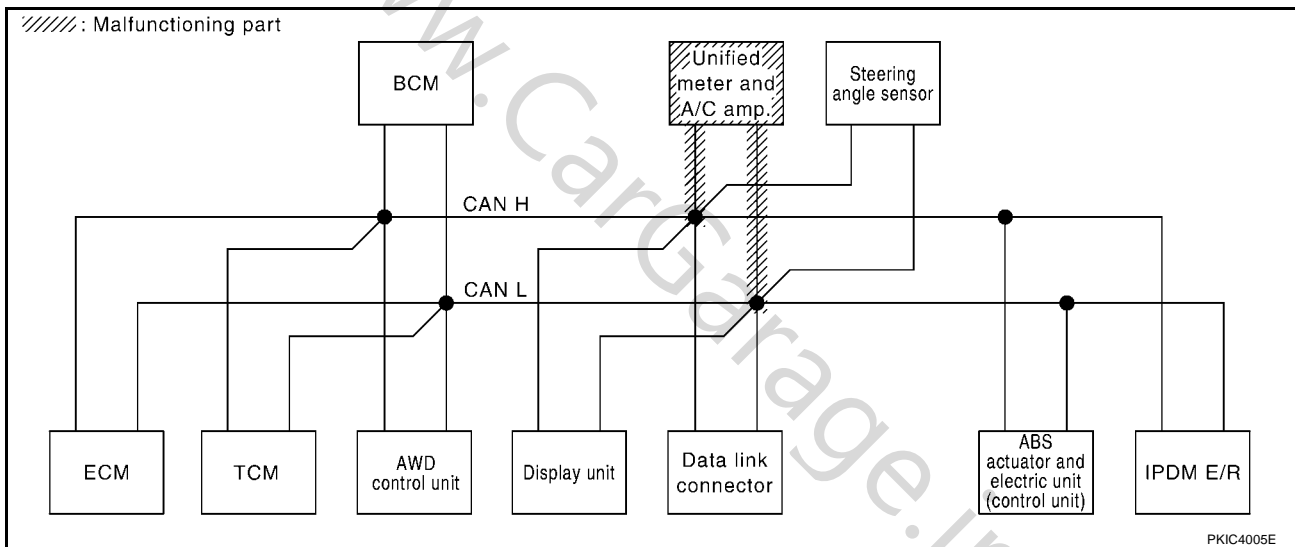 : Malfunctioning part
BCM
Unified
meter and
A/C amp.
Steering
angle sensor
CAN H
CAN L
ECM
TCM
AWD
control unit
Display unit
Data link
connector
ABS
actuator and
electric unit
(control unit)
IPDM E/R
PKIC4005E